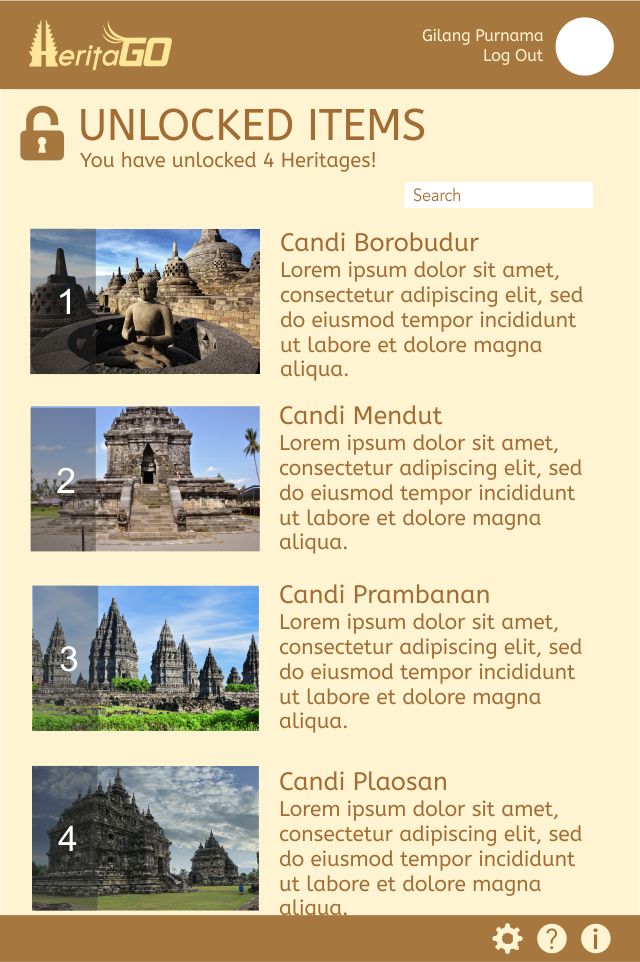 HeritaGO
Gilang Purnama
Log Out
UNLOCKED ITEMS
You have unlocked 4 Heritages!
Search
1
Candi Borobudur
Lorem ipsum dolor sit amet,
consectetur adipiscing elit, sed
do eiusmod tempor incididunt
ut labore et dolore magna
aliqua.
2
Candi Mendut
Lorem ipsum dolor sit amet,
consectetur adipiscing elit, sed
do eiusmod tempor incididunt
ut labore et dolore magna
aliqua.
3
Candi Prambanan
Lorem ipsum dolor sit amet,
consectetur adipiscing elit, sed
do eiusmod tempor incididunt
ut labore et dolore magna
aliqua.
4
Candi Plaosan
Lorem ipsum dolor sit amet,
consectetur adipiscing elit, sed
do eiusmod tempor incididunt
ut labore et dolore magna
aliqua.
? i